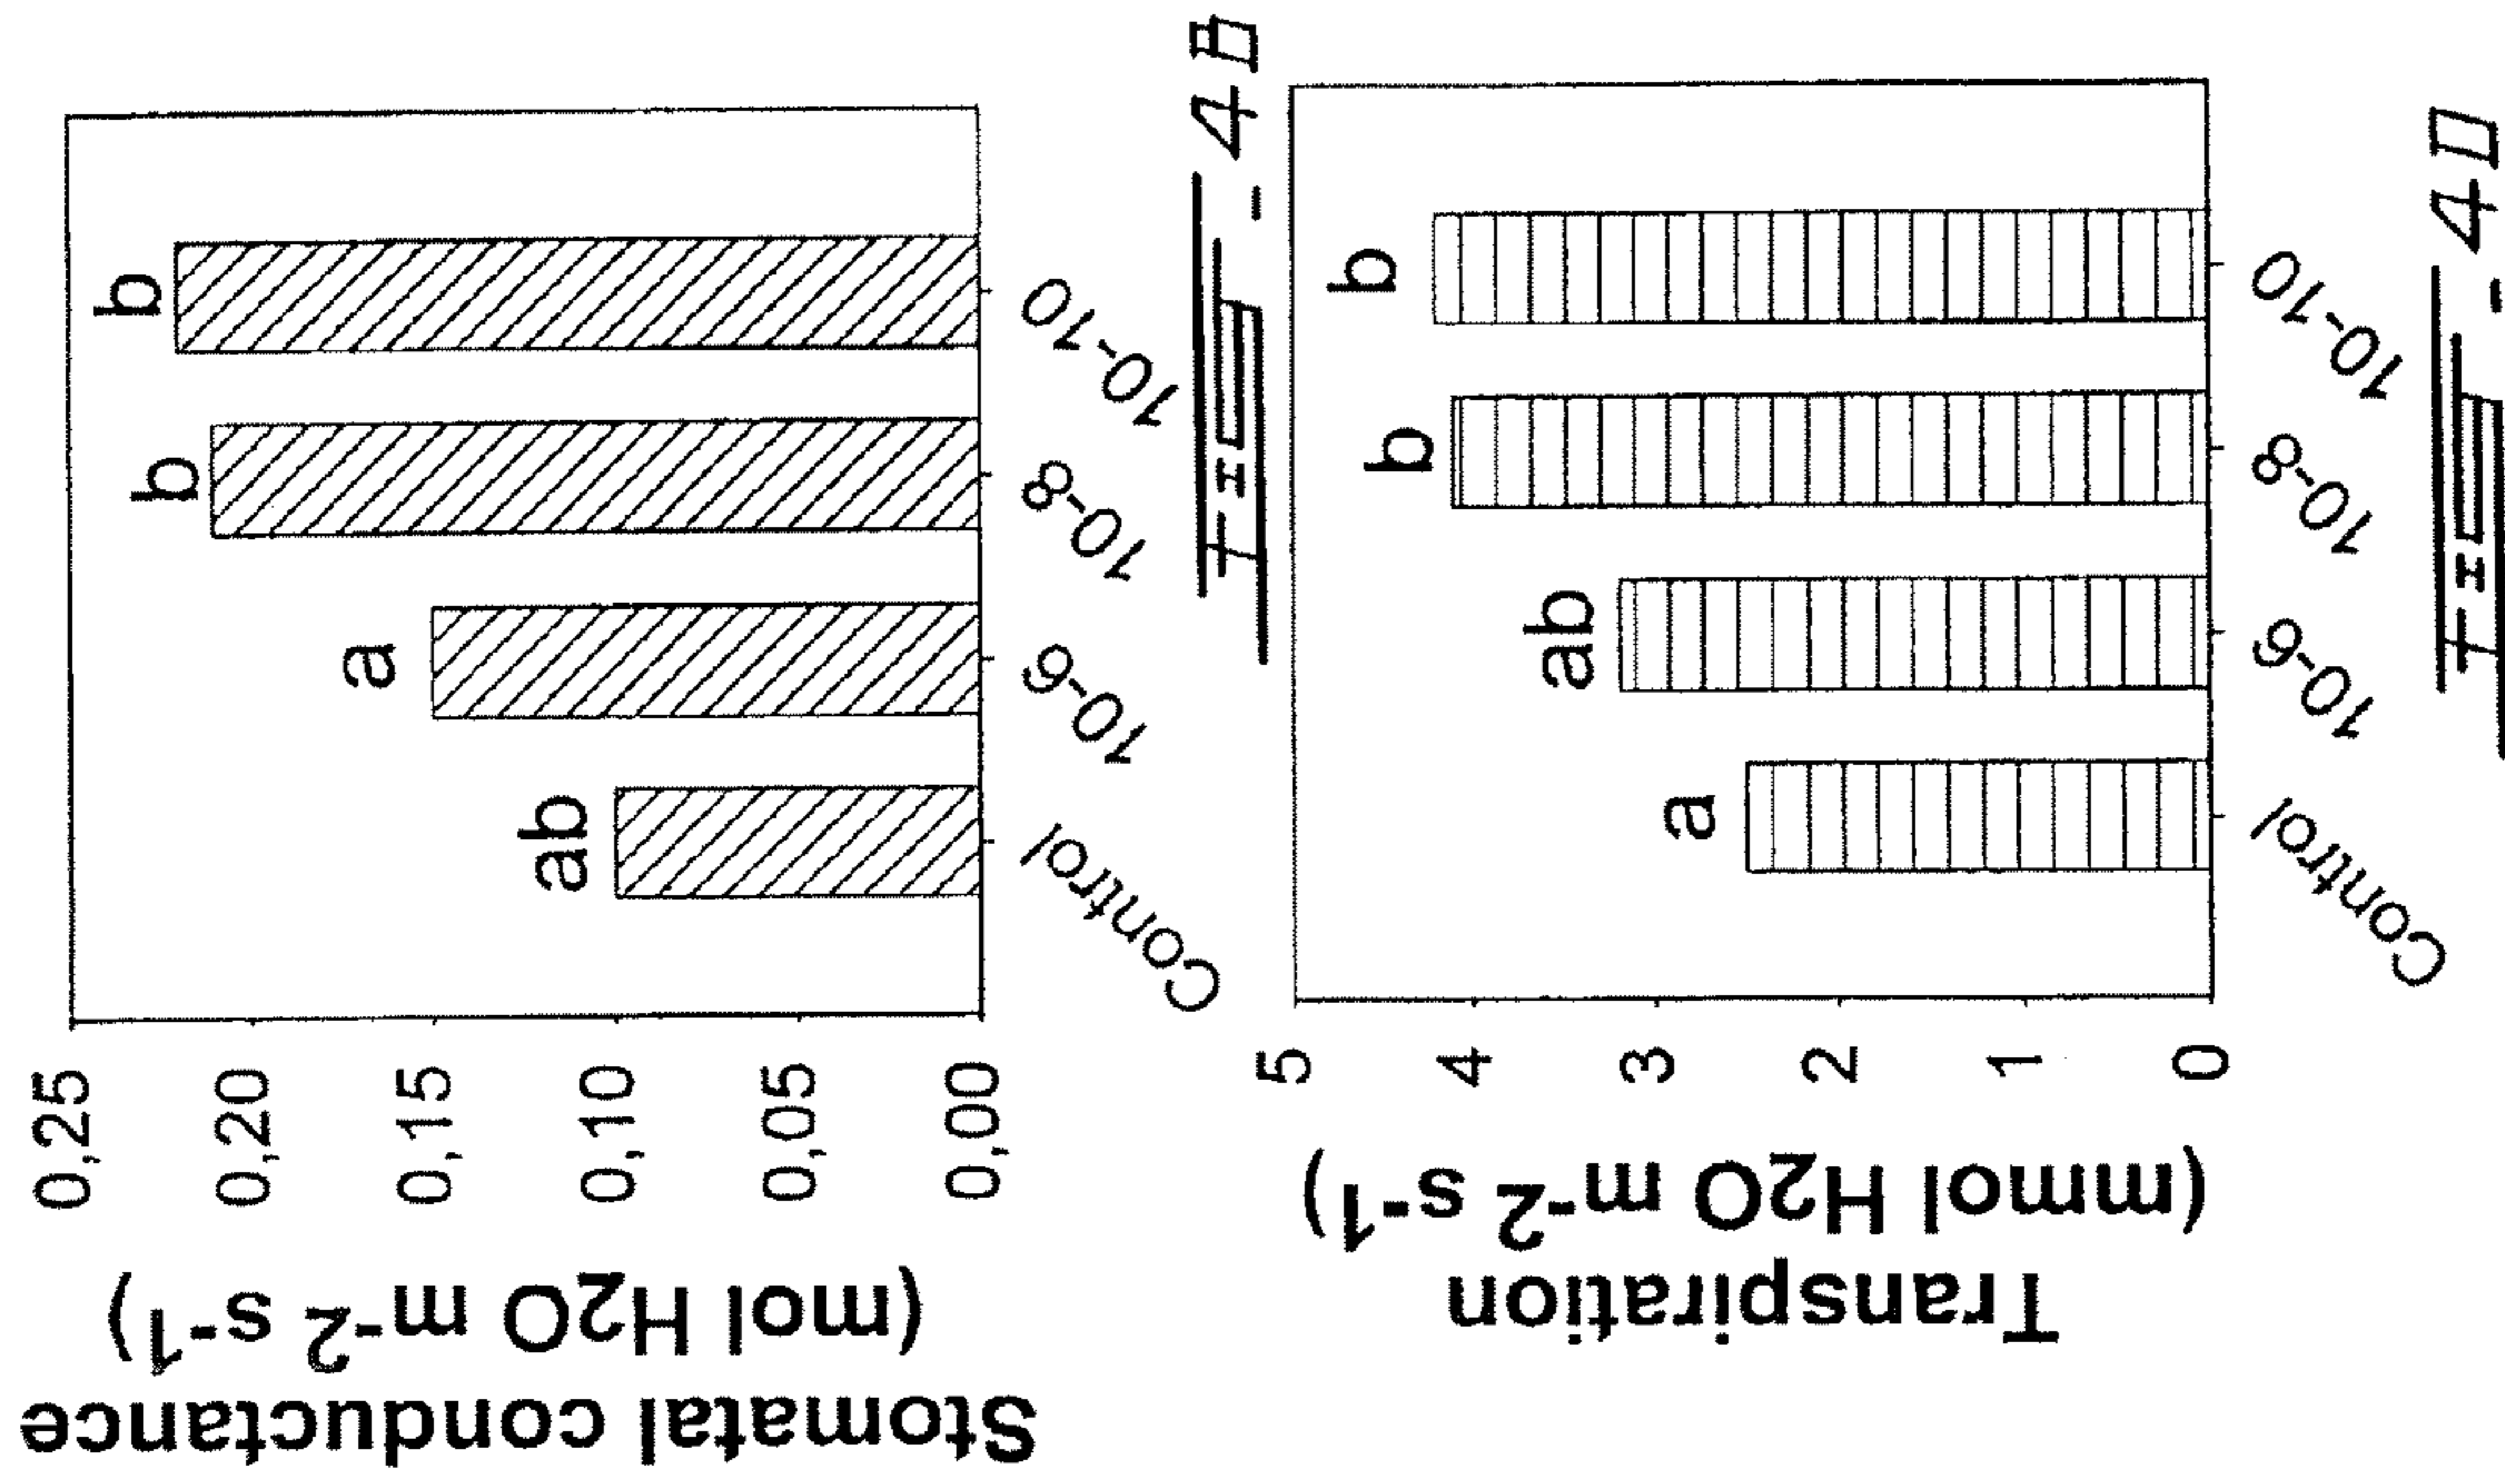 Stomatal conductance
(mol H2O m-2 s-1)
0,25
0,20
0,15
0,10
0,05
0,00
ab
a
b
b
Control
10-6
10-8
10-10
Fig - 4B
Transpiration
(mmol H2O m-2 s-1)
5
4
3
2
1
0
a
ab
b
b
Control
10-6
10-8
10-10
Fig - 4D